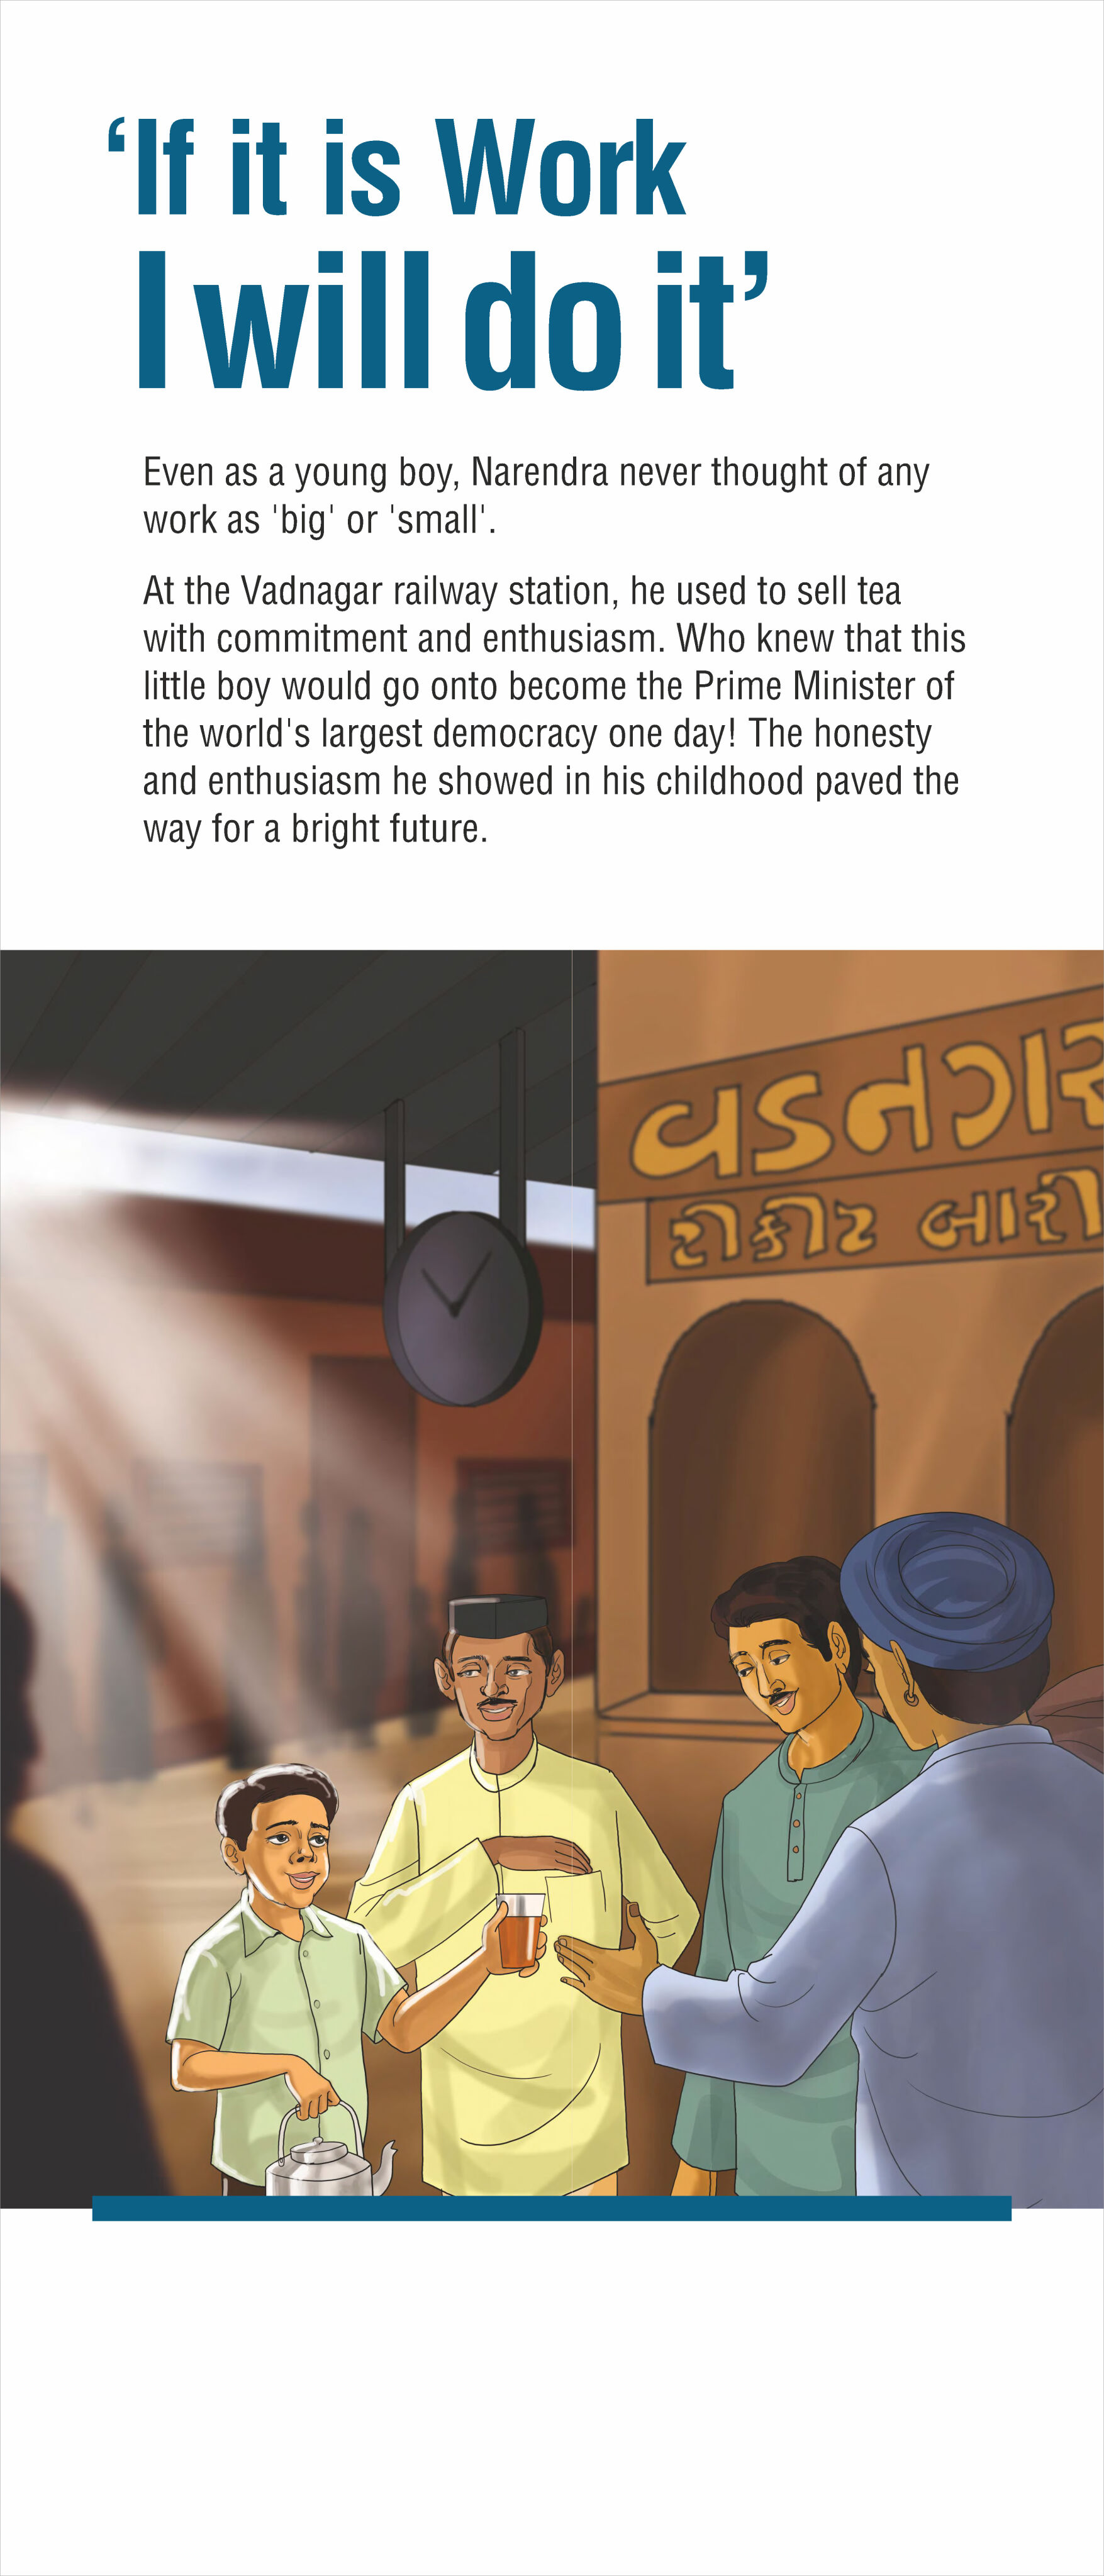 ‘If it is Work
I will do it’
Even as a young boy, Narendra never thought of any
work as 'big' or 'small'.
At the Vadnagar railway station, he used to sell tea
with commitment and enthusiasm. Who knew that this
little boy would go onto become the Prime Minister of
the world's largest democracy one day! The honesty
and enthusiasm he showed in his childhood paved the
way for a bright future.
વડનગર
ટીકીટ બારી